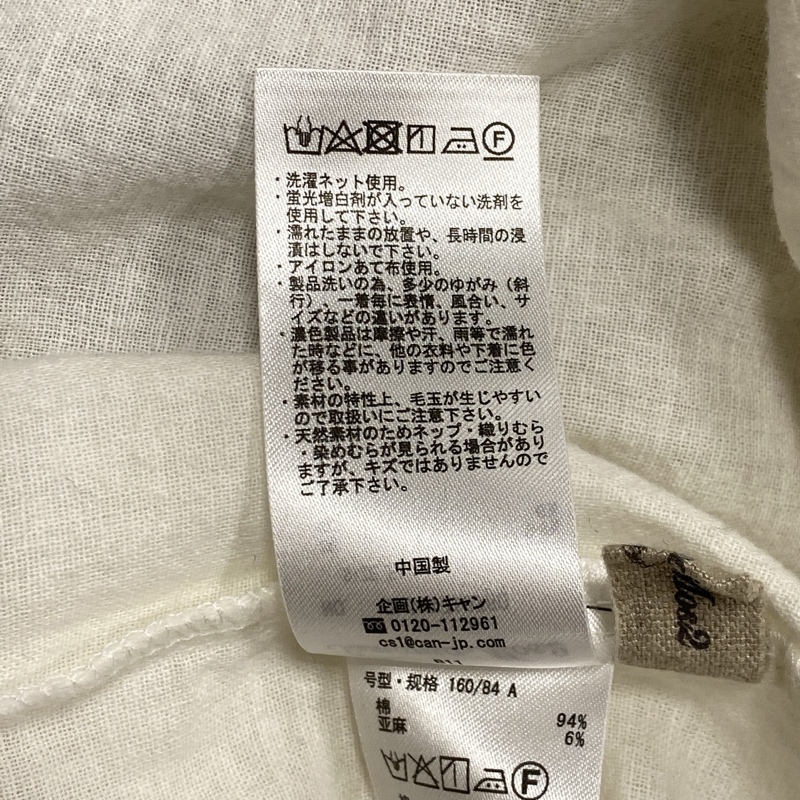 F
・洗濯ネット使用。
・蛍光増白剤が入っていない洗剤を
使用して下さい。
・濡れたままの放置や、長時間の浸
漬はしないで下さい。
・アイロンあて布使用。
・製品洗いの為、多少のゆがみ（斜
行）、一着毎に表情、風合い、サ
イズなどの違いがあります。
・濃色製品は摩擦や汗、雨等で濡れ
た時などに、他の衣料や下着に色
が移る事がありますのでご注意く
ださい。
・素材の特性上、毛玉が生じやすい
ので取扱いにご注意下さい。
・天然素材のためネップ・織りむら
・染めむらが見られる場合があり
ますが、キズではありませんので
ご了承下さい。
中国製
企画(株)キャン
0120-112961
cs1@can-jp.com
号型・规格 160/84 A
棉 94%
亚麻 6%
F